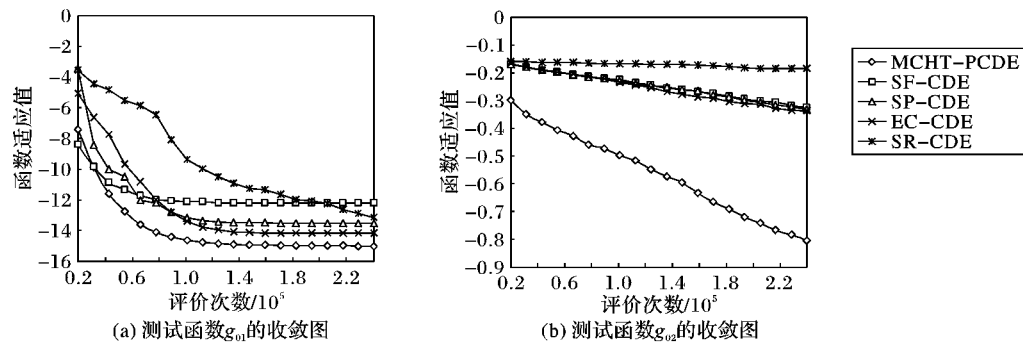 0
-2
-4
-6
-8
-10
-12
-14
-16
函数适应值
0.2 0.6 1.0 1.4 1.8 2.2
评价次数/10⁵
(a) 测试函数g₀₁的收敛图
-0
-0.1
-0.2
-0.3
-0.4
-0.5
-0.6
-0.7
-0.8
-0.9
函数适应值
0.2 0.6 1.0 1.4 1.8 2.2
评价次数/10⁵
(b) 测试函数g₀₂的收敛图
MCHT-PCDE
SF-CDE
SP-CDE
EC-CDE
SR-CDE